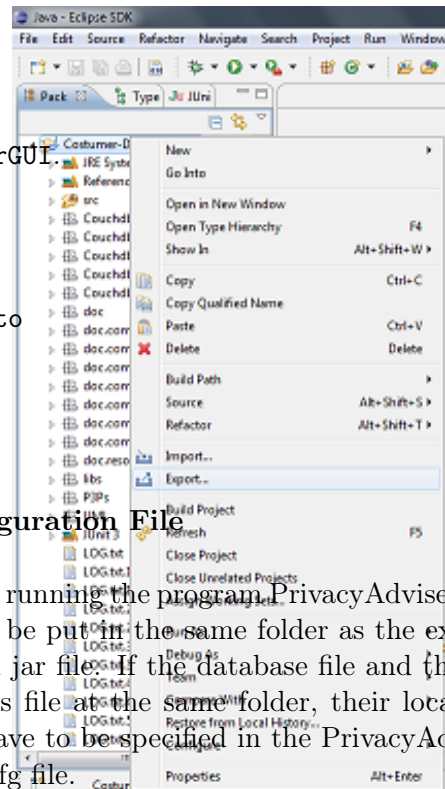 Java - Eclipse SDK
File Edit Source Refactor Navigate Search Project Run Window
Pack Type JUni
rGUI.
Costumer-D
JRE Syste
Referenc
src
Couchdl
Couchdl
Couchdl
Couchdl
Couchdl
doc
doc.com
doc.com
doc.com
doc.com
doc.com
doc.reso
libs
P3Ps
JUnit 3
LOG.txt
LOG.txt.1
New
Go Into
Open in New Window
Open Type Hierarchy F4
Show In Alt+Shift+W
Copy Ctrl+C
Copy Qualified Name
Paste Ctrl+V
Delete Delete
to
Build Path
Source Alt+Shift+S
Refactor Alt+Shift+T
Import...
Export...
Build Project
Refresh F5
Close Project
Close Unrelated Projects
guration File
running the program PrivacyAdvise
be put in the same folder as the ex
jar file. If the database file and th
s file at the same folder, their loca
ave to be specified in the PrivacyAd
fg file.
Debug As
Team
Restore from Local History...
Configure
Properties Alt+Enter
Costur